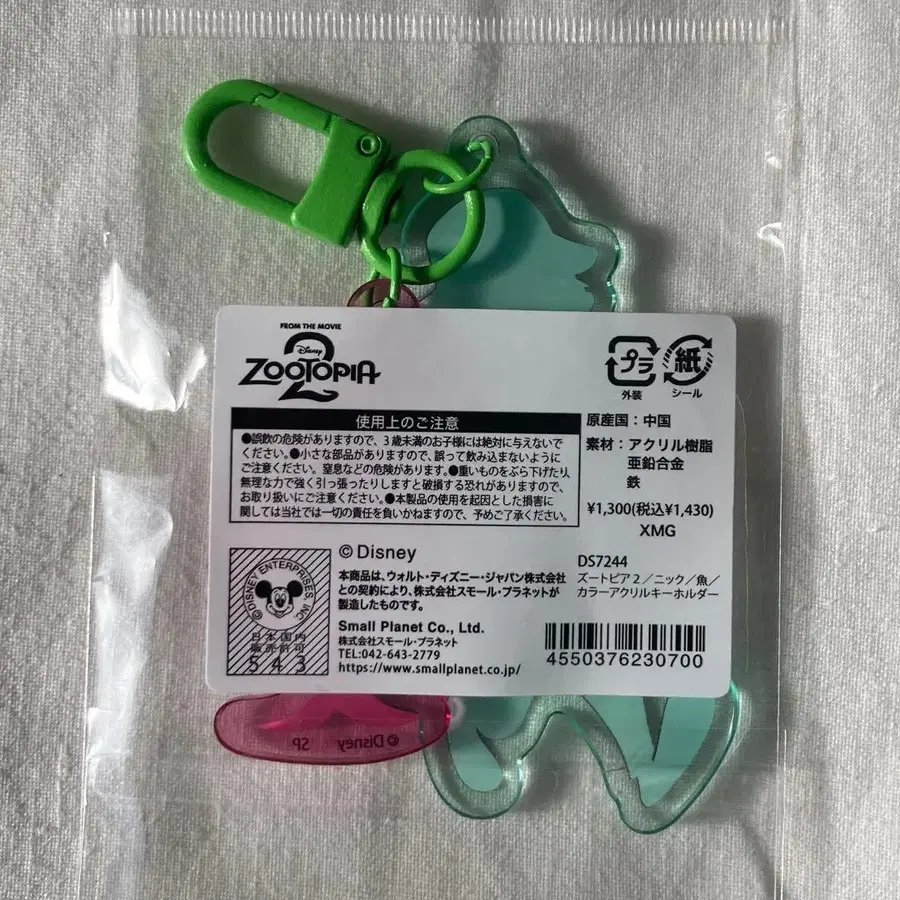 FROM THE MOVIE
Disney
ZOOTOPIA
2
プラ
外装
紙
シール
使用上のご注意
●誤飲の危険がありますので、3歳未満のお子様には絶対に与えないで
ください。●小さな部品がありますので、誤って飲み込まないように
ご注意ください。窒息などの危険があります。●重いものをぶら下げたり、
無理な力で強く引っ張ったりしますと破損する恐れがありますので、
お取り扱いにご注意ください。●本製品の使用を起因とした損害に
関しては当社では一切の責任を負いかねますので、予めご了承ください。
原産国：中国
素材：アクリル樹脂
亜鉛合金
鉄
¥1,300(税込¥1,430)
XMG
©Disney
本商品は、ウォルト・ディズニー・ジャパン株式会社
との契約により、株式会社スモール・プラネットが
製造したものです。
Small Planet Co., Ltd.
株式会社スモール・プラネット
TEL:042-643-2779
https://www.smallplanet.co.jp/
©DISNEY ENTERPRISES, INC.
日本国内
販売許可
543
DS7244
ズートピア2／ニック／魚／
カラーアクリルキーホルダー
4550376230700
©Disney SP